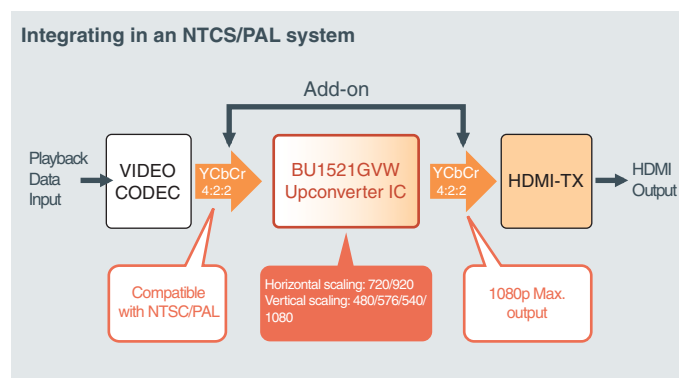 Integrating in an NTCS/PAL system
Add-on
Playback
Data
Input
VIDEO
CODEC
YCbCr
4:2:2
BU1521GVW
Upconverter IC
YCbCr
4:2:2
HDMI-TX
HDMI
Output
Compatible
with NTSC/PAL
Horizontal scaling: 720/920
Vertical scaling: 480/576/540/
1080
1080p Max.
output